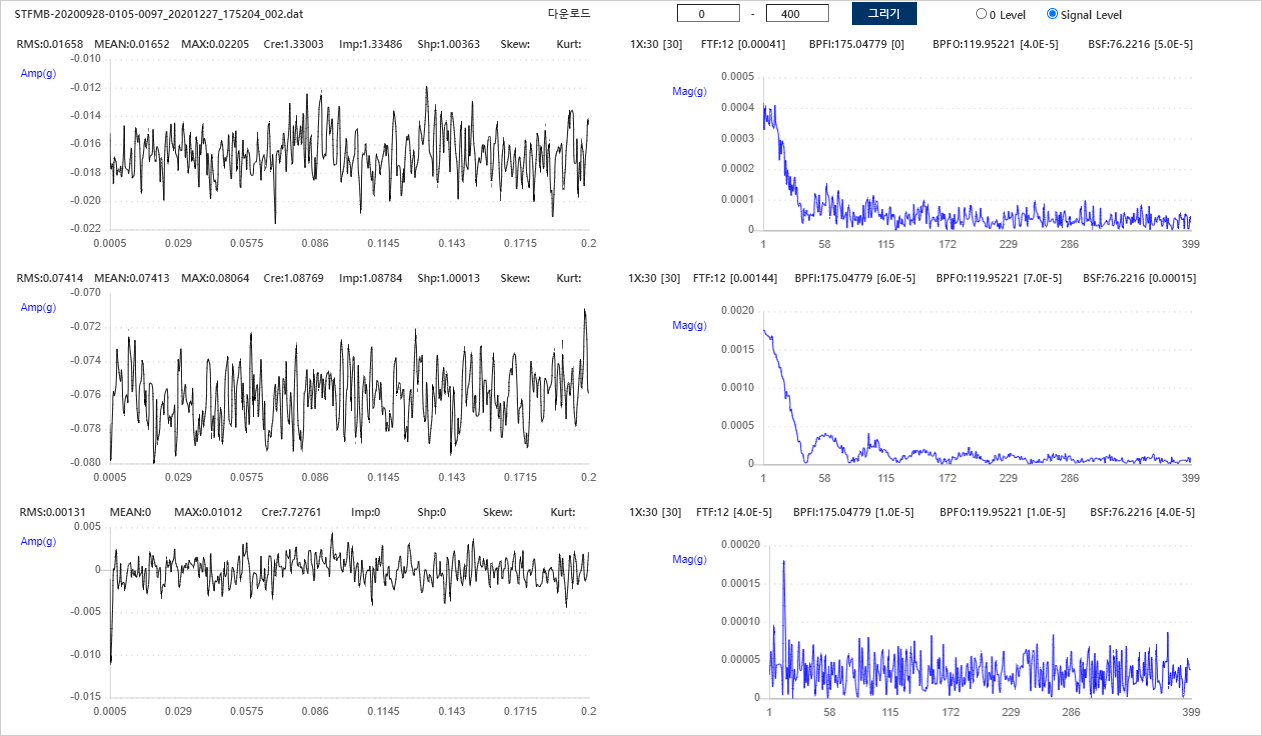 STFMB-20200928-0105-0097_20201227_175204_002.dat 다운로드 0 - 400 그리기 0 Level Signal Level
RMS:0.01658 MEAN:0.01652 MAX:0.02205 Cre:1.33003 Imp:1.33486 Shp:1.00363 Skew: Kurt:
Amp(g)
-0.010
-0.012
-0.014
-0.016
-0.018
-0.020
-0.022
0.0005 0.029 0.0575 0.086 0.1145 0.143 0.1715 0.2
1X:30 [30] FTF:12 [0.00041] BPFI:175.04779 [0] BPFO:119.95221 [4.0E-5] BSF:76.2216 [5.0E-5]
Mag(g)
0.0005
0.0004
0.0003
0.0002
0.0001
0
1 58 115 172 229 286 399
RMS:0.07414 MEAN:0.07413 MAX:0.08064 Cre:1.08769 Imp:1.08784 Shp:1.00013 Skew: Kurt:
Amp(g)
-0.070
-0.072
-0.074
-0.076
-0.078
-0.080
0.0005 0.029 0.0575 0.086 0.1145 0.143 0.1715 0.2
1X:30 [30] FTF:12 [0.00144] BPFI:175.04779 [6.0E-5] BPFO:119.95221 [7.0E-5] BSF:76.2216 [0.00015]
Mag(g)
0.0020
0.0015
0.0010
0.0005
0
1 58 115 172 229 286 399
RMS:0.00131 MEAN:0 MAX:0.01012 Cre:7.72761 Imp:0 Shp:0 Skew: Kurt:
Amp(g)
0.005
0
-0.005
-0.010
-0.015
0.0005 0.029 0.0575 0.086 0.1145 0.143 0.1715 0.2
1X:30 [30] FTF:12 [4.0E-5] BPFI:175.04779 [1.0E-5] BPFO:119.95221 [1.0E-5] BSF:76.2216 [4.0E-5]
Mag(g)
0.00020
0.00015
0.00010
0.00005
0
1 58 115 172 229 286 399